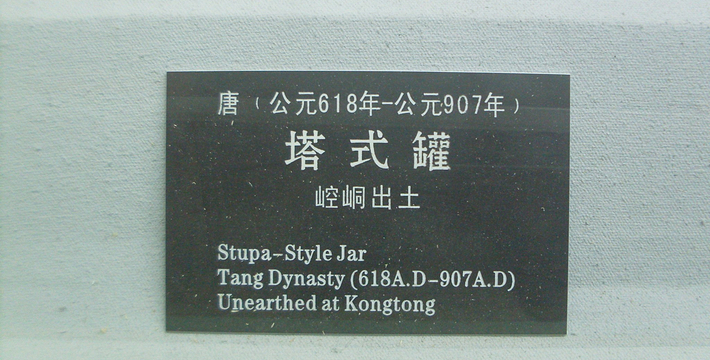 唐（公元618年-公元907年）
塔式罐
崆峒出土
Stupa-Style Jar
Tang Dynasty (618A.D-907A.D)
Unearthed at Kongtong